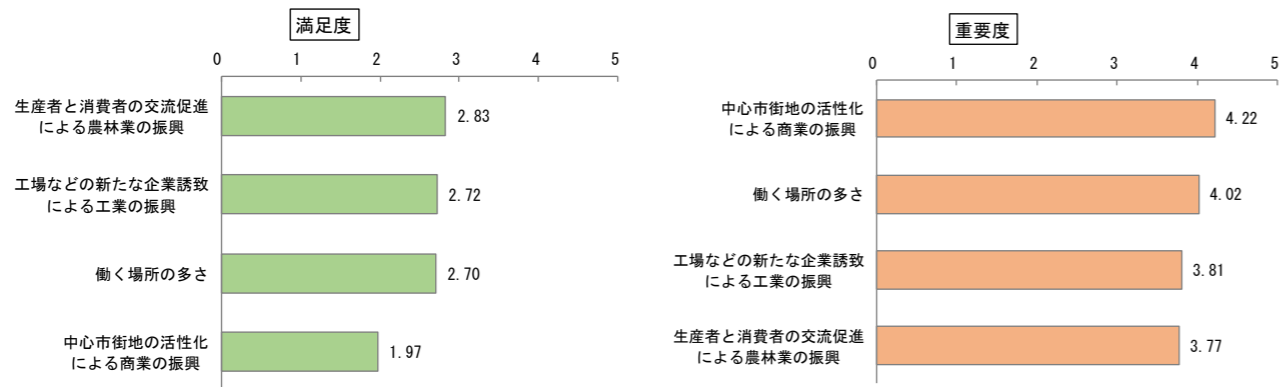 満足度
0 1 2 3 4 5
生産者と消費者の交流促進
による農林業の振興
2.83
工場などの新たな企業誘致
による工業の振興
2.72
働く場所の多さ
2.70
中心市街地の活性化
による商業の振興
1.97
重要度
0 1 2 3 4 5
中心市街地の活性化
による商業の振興
4.22
働く場所の多さ
4.02
工場などの新たな企業誘致
による工業の振興
3.81
生産者と消費者の交流促進
による農林業の振興
3.77